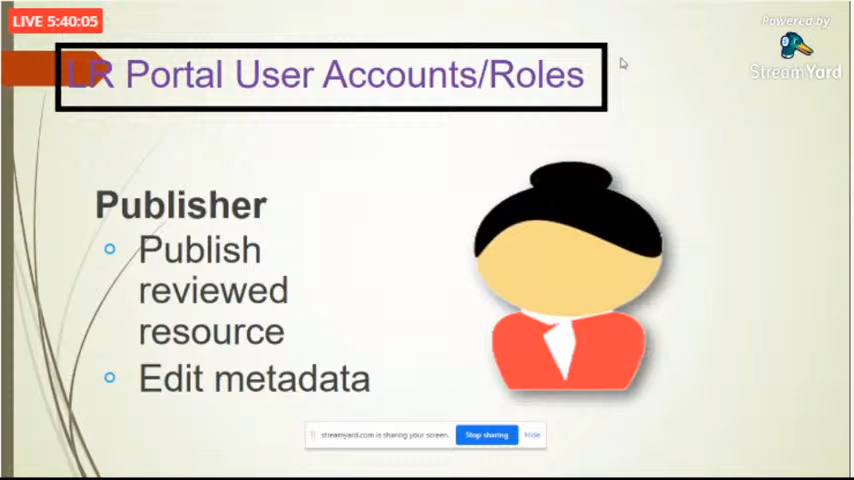 LIVE 5:40:05
Powered by
StreamYard
LR Portal User Accounts/Roles
Publisher
Publish
reviewed
resource
Edit metadata
streamyard.com is sharing your screen. Stop sharing Hide